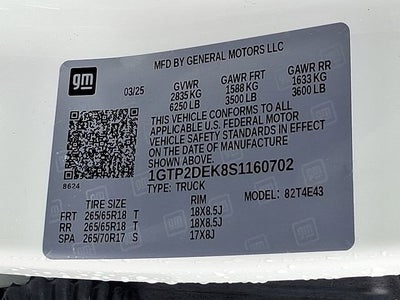 gm
MFD BY GENERAL MOTORS LLC
03/25 GVWR GAWR FRT GAWR RR
2835 KG 1588 KG 1633 KG
6250 LB 3500 LB 3600 LB
THIS VEHICLE CONFORMS TO ALL
APPLICABLE U.S. FEDERAL MOTOR
VEHICLE SAFETY STANDARDS IN EFFECT
ON THE DATE OF MANUFACTURE
SHOWN ABOVE.
8624
1GTP2DEK8S1160702
TYPE: TRUCK MODEL: 82T4E43
TIRE SIZE RIM
FRT 265/65R18 T 18X8.5J
RR 265/65R18 T 18X8.5J
SPA 265/70R17 S 17X8J